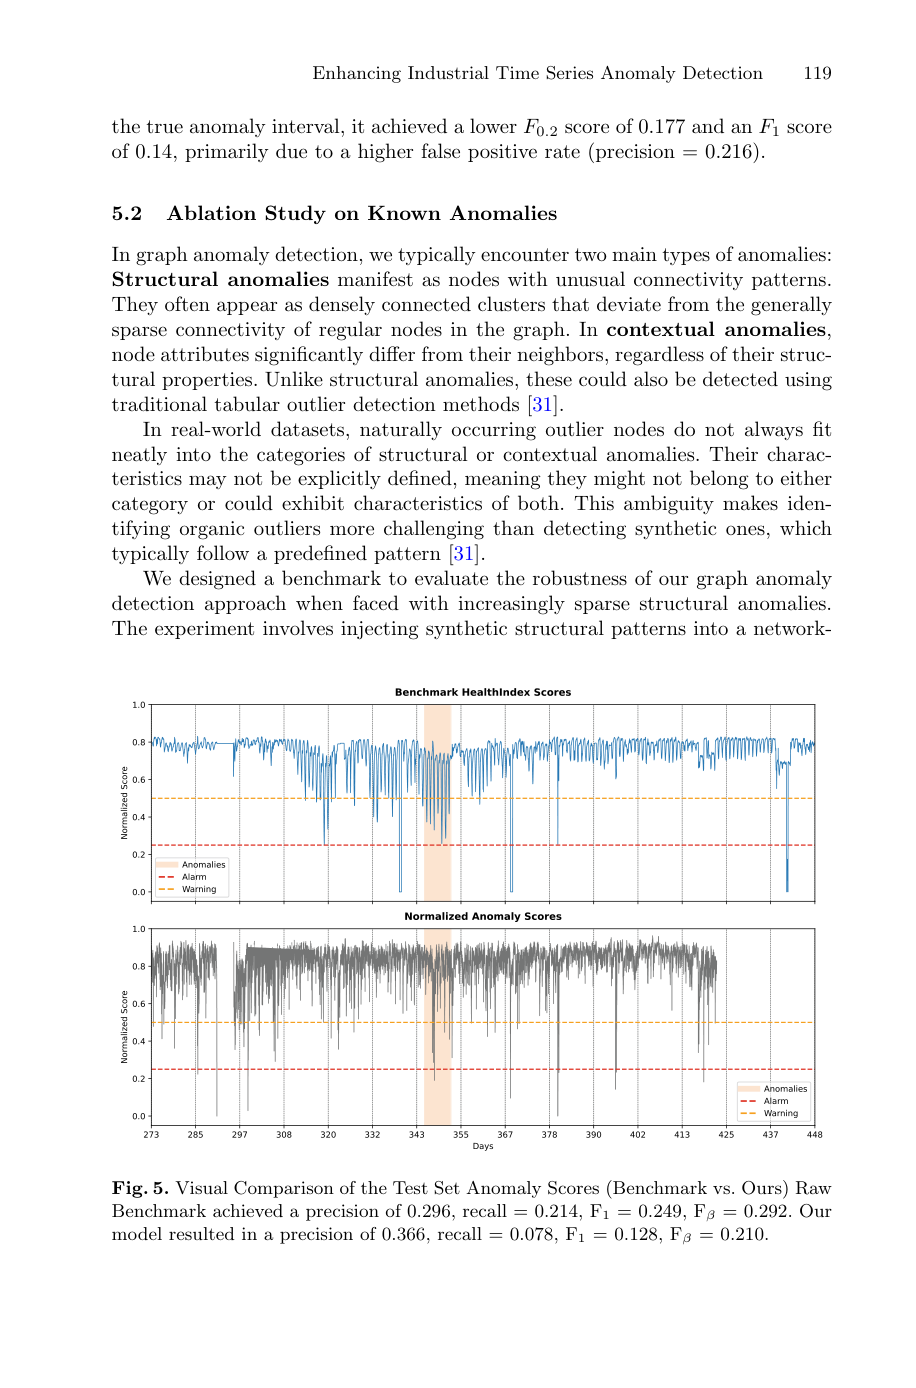 Enhancing Industrial Time Series Anomaly Detection 119
the true anomaly interval, it achieved a lower F0.2 score of 0.177 and an F1 score
of 0.14, primarily due to a higher false positive rate (precision = 0.216).
5.2 Ablation Study on Known Anomalies
In graph anomaly detection, we typically encounter two main types of anomalies:
Structural anomalies manifest as nodes with unusual connectivity patterns.
They often appear as densely connected clusters that deviate from the generally
sparse connectivity of regular nodes in the graph. In contextual anomalies,
node attributes significantly differ from their neighbors, regardless of their struc-
tural properties. Unlike structural anomalies, these could also be detected using
traditional tabular outlier detection methods [31].
In real-world datasets, naturally occurring outlier nodes do not always fit
neatly into the categories of structural or contextual anomalies. Their charac-
teristics may not be explicitly defined, meaning they might not belong to either
category or could exhibit characteristics of both. This ambiguity makes iden-
tifying organic outliers more challenging than detecting synthetic ones, which
typically follow a predefined pattern [31].
We designed a benchmark to evaluate the robustness of our graph anomaly
detection approach when faced with increasingly sparse structural anomalies.
The experiment involves injecting synthetic structural patterns into a network-
Benchmark HealthIndex Scores
Normalized Score
1.0
0.8
0.6
0.4
0.2
0.0
Anomalies
Alarm
Warning
Normalized Anomaly Scores
Normalized Score
1.0
0.8
0.6
0.4
0.2
0.0
Anomalies
Alarm
Warning
273 285 297 308 320 332 343 355 367 378 390 402 413 425 437 448
Days
Fig. 5. Visual Comparison of the Test Set Anomaly Scores (Benchmark vs. Ours) Raw
Benchmark achieved a precision of 0.296, recall = 0.214, F1 = 0.249, Fβ = 0.292. Our
model resulted in a precision of 0.366, recall = 0.078, F1 = 0.128, Fβ = 0.210.